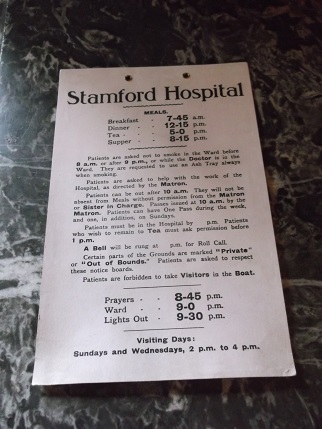 Stamford Hospital
MEALS.
Breakfast - 7-45 a.m.
Dinner - - 12-15 p.m.
Tea - - 5-0 p.m.
Supper - - 8-15 p.m.
Patients are asked not to smoke in the Ward before
8 a.m. or after 9 p.m., or while the Doctor is in the
Ward. They are requested to use an Ash Tray always
when smoking.
Patients are asked to help with the work of the
Hospital, as directed by the Matron.
Patients can be out after 10 a.m. They will not be
absent from Meals without permission from the Matron
or Sister in Charge. Passes issued at 10 a.m. by the
Matron. Patients can have One Pass during the week,
and one, in addition, on Sundays.
Patients must be in the Hospital by p.m. Patients
who wish to remain to Tea must ask permission before
1 p.m.
A Bell will be rung at p.m. for Roll Call.
Certain parts of the Grounds are marked "Private"
or "Out of Bounds." Patients are asked to respect
these notice boards.
Patients are forbidden to take Visitors in the Boat.
Prayers - - 8-45 p.m.
Ward - - 9-0 p.m.
Lights Out - 9-30 p.m.
Visiting Days:
Sundays and Wednesdays, 2 p.m. to 4 p.m.